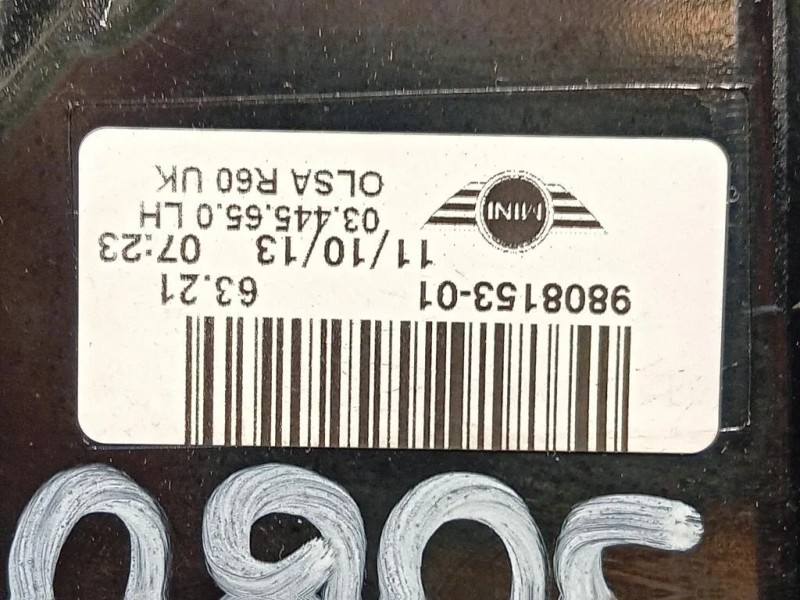 9808153-01 63.21
11/10/13 07:23
03.445.65.0 LH
MINI
OLSA R60 UK